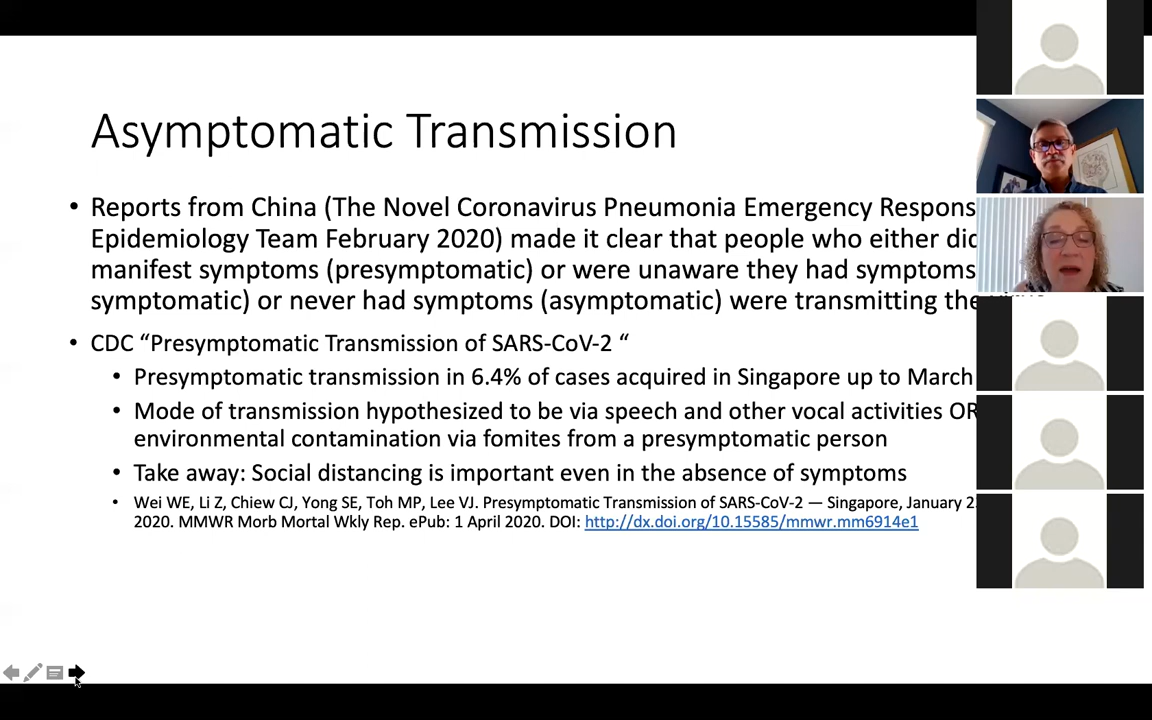 Asymptomatic Transmission
• Reports from China (The Novel Coronavirus Pneumonia Emergency
Epidemiology Team February 2020) made it clear that people who either
manifest symptoms (presymptomatic) or were unaware they had symptoms
symptomatic) or never had symptoms (asymptomatic) were transmitting the
• CDC “Presymptomatic Transmission of SARS-CoV-2 “
• Presymptomatic transmission in 6.4% of cases acquired in Singapore up to March
• Mode of transmission hypothesized to be via speech and other vocal activities OR
environmental contamination via fomites from a presymptomatic person
• Take away: Social distancing is important even in the absence of symptoms
• Wei WE, Li Z, Chiew CJ, Yong SE, Toh MP, Lee VJ. Presymptomatic Transmission of SARS-CoV-2 — Singapore, January
2020. MMWR Morb Mortal Wkly Rep. ePub: 1 April 2020. DOI: http://dx.doi.org/10.15585/mmwr.mm6914e1